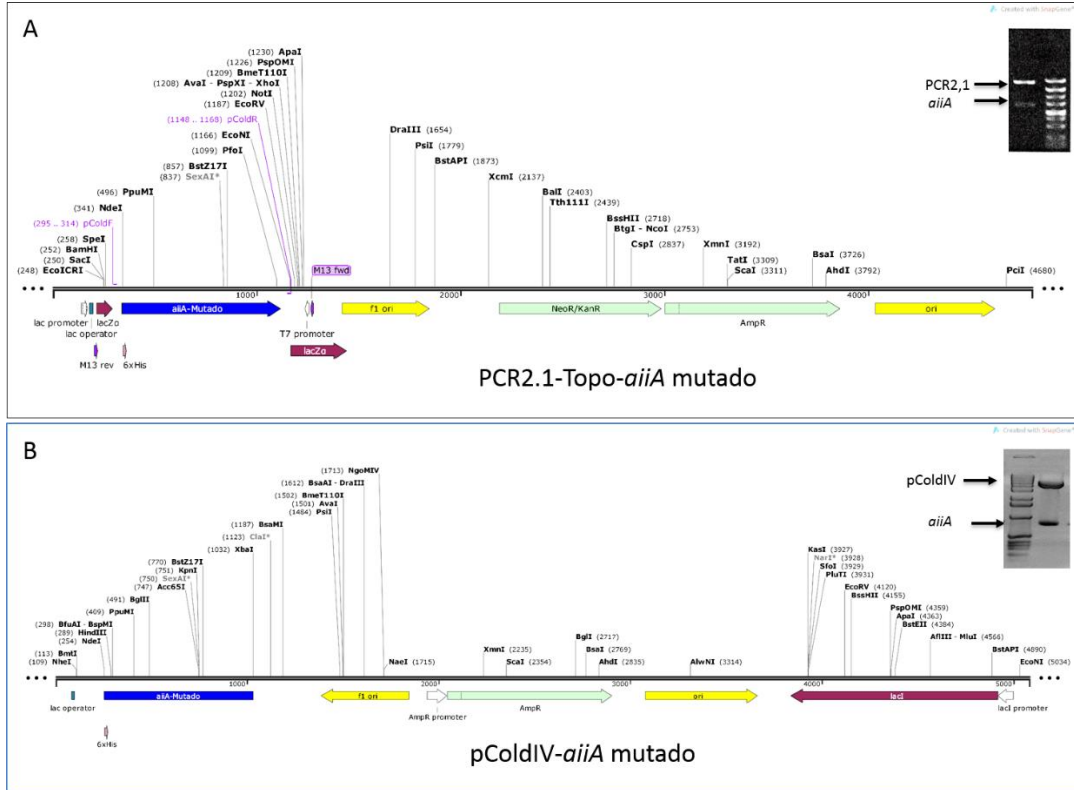 Created with SnapGene®
A
(1230) ApaI
(1226) PspOMI
(1209) BmeT110I
(1208) AvaI - PspXI - XhoI
(1202) NotI
(1187) EcoRV
(1148 .. 1168) pColdR
(1166) EcoNI
(1099) PfoI
(857) BstZ17I
(837) SexAI*
(496) PpuMI
(341) NdeI
(295 .. 314) pColdF
(258) SpeI
(252) BamHI
(250) SacI
(248) EcoICRI
DraIII (1654)
PsiI (1779)
BstAPI (1873)
XcmI (2137)
Tth111I (2439)
BssHII (2718)
BtgI - NcoI (2753)
CspI (2837)
XmnI (3192)
TatI (3309)
ScaI (3311)
BsaI (3726)
AhdI (3792)
PciI (4680)
M13 fwd
PCR2,1
aiiA
1000
2000
3000
4000
lac promoter
lac operator
lacZα
M13 rev
6xHis
aiiA-Mutado
T7 promoter
lacZα
f1 ori
NeoR/KanR
AmpR
ori
PCR2.1-Topo-aiiA mutado
Created with SnapGene®
B
(1713) NgoMIV
(1612) BsaAI - DraIII
(1502) BmeT110I
(1501) AvaI
(1464) PsiI
(1187) BsaMI
(1123) ClaI*
(1032) XbaI
(770) BstZ17I
(751) KpnI
(750) SexAI*
(747) Acc65I
(491) BglII
(409) PpuMI
(298) BfuAI - BspMI
(289) HindIII
(254) NdeI
(113) BmtI
(109) NheI
NaeI (1715)
XmnI (2235)
ScaI (2354)
BglI (2717)
BsaI (2769)
AhdI (2835)
AlwNI (3314)
KasI (3927)
NarI* (3928)
SfoI (3929)
PluTI (3931)
EcoRV (4120)
BssHII (4155)
PspOMI (4359)
ApaI (4363)
BstEII (4384)
AflIII - MluI (4566)
BstAPI (4890)
EcoNI (5034)
pColdIV
aiiA
1000
2000
3000
4000
5000
lac operator
6xHis
aiiA-Mutado
f1 ori
AmpR promoter
AmpR
ori
lacI
lacI promoter
pColdIV-aiiA mutado